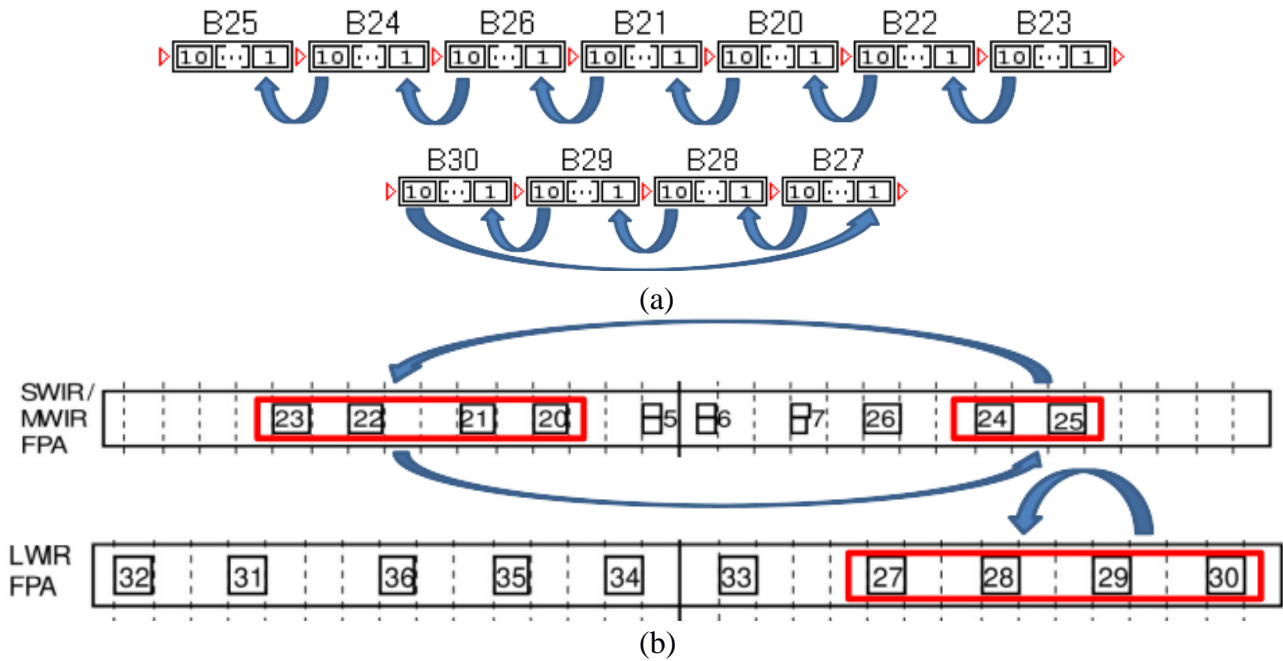 B25 B24 B26 B21 B20 B22 B23
10 [...] 1 10 [...] 1 10 [...] 1 10 [...] 1 10 [...] 1 10 [...] 1 10 [...] 1
B30 B29 B28 B27
10 [...] 1 10 [...] 1 10 [...] 1 10 [...] 1
(a)
SWIR/
MWIR 23 22 21 20 5 6 7 26 24 25
FPA
LWIR
FPA 32 31 36 35 34 33 27 28 29 30
(b)